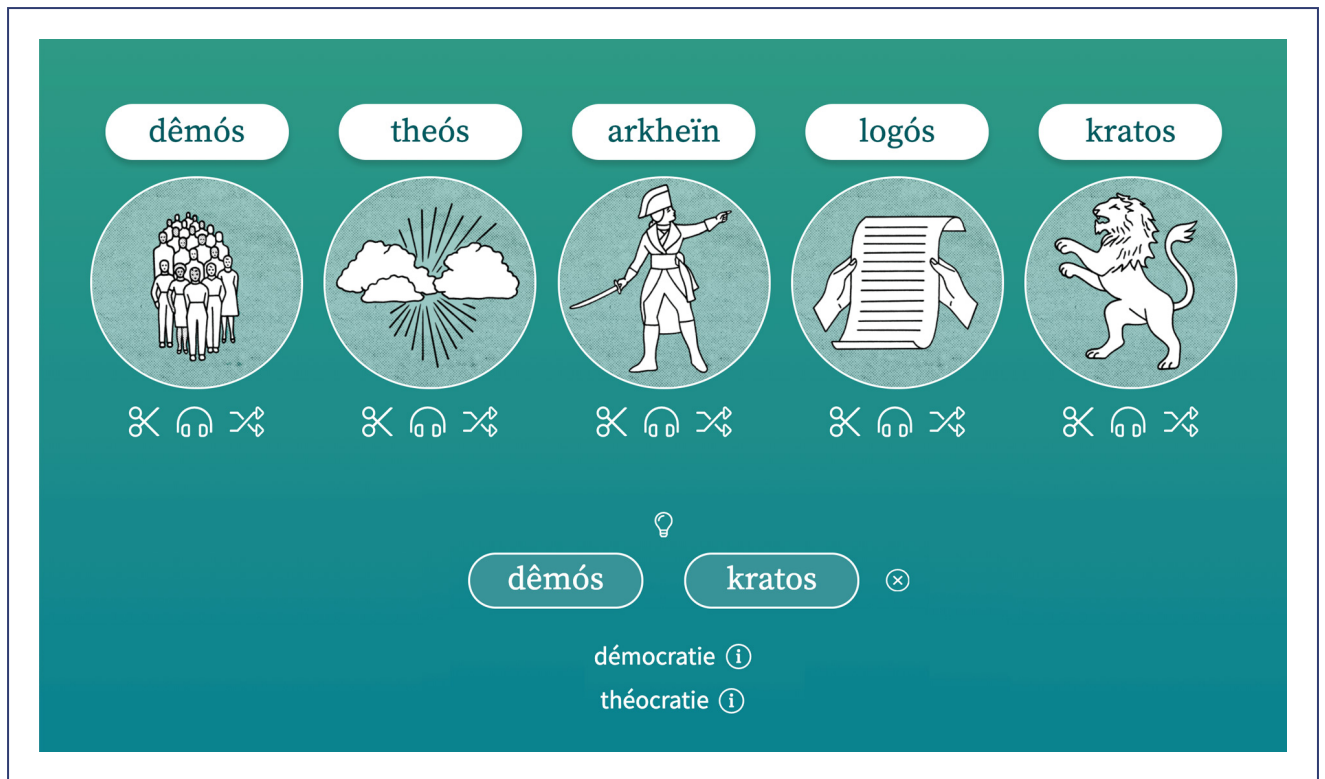 dêmós theós arkheïn logós kratos
dêmós kratos
démocratie
théocratie